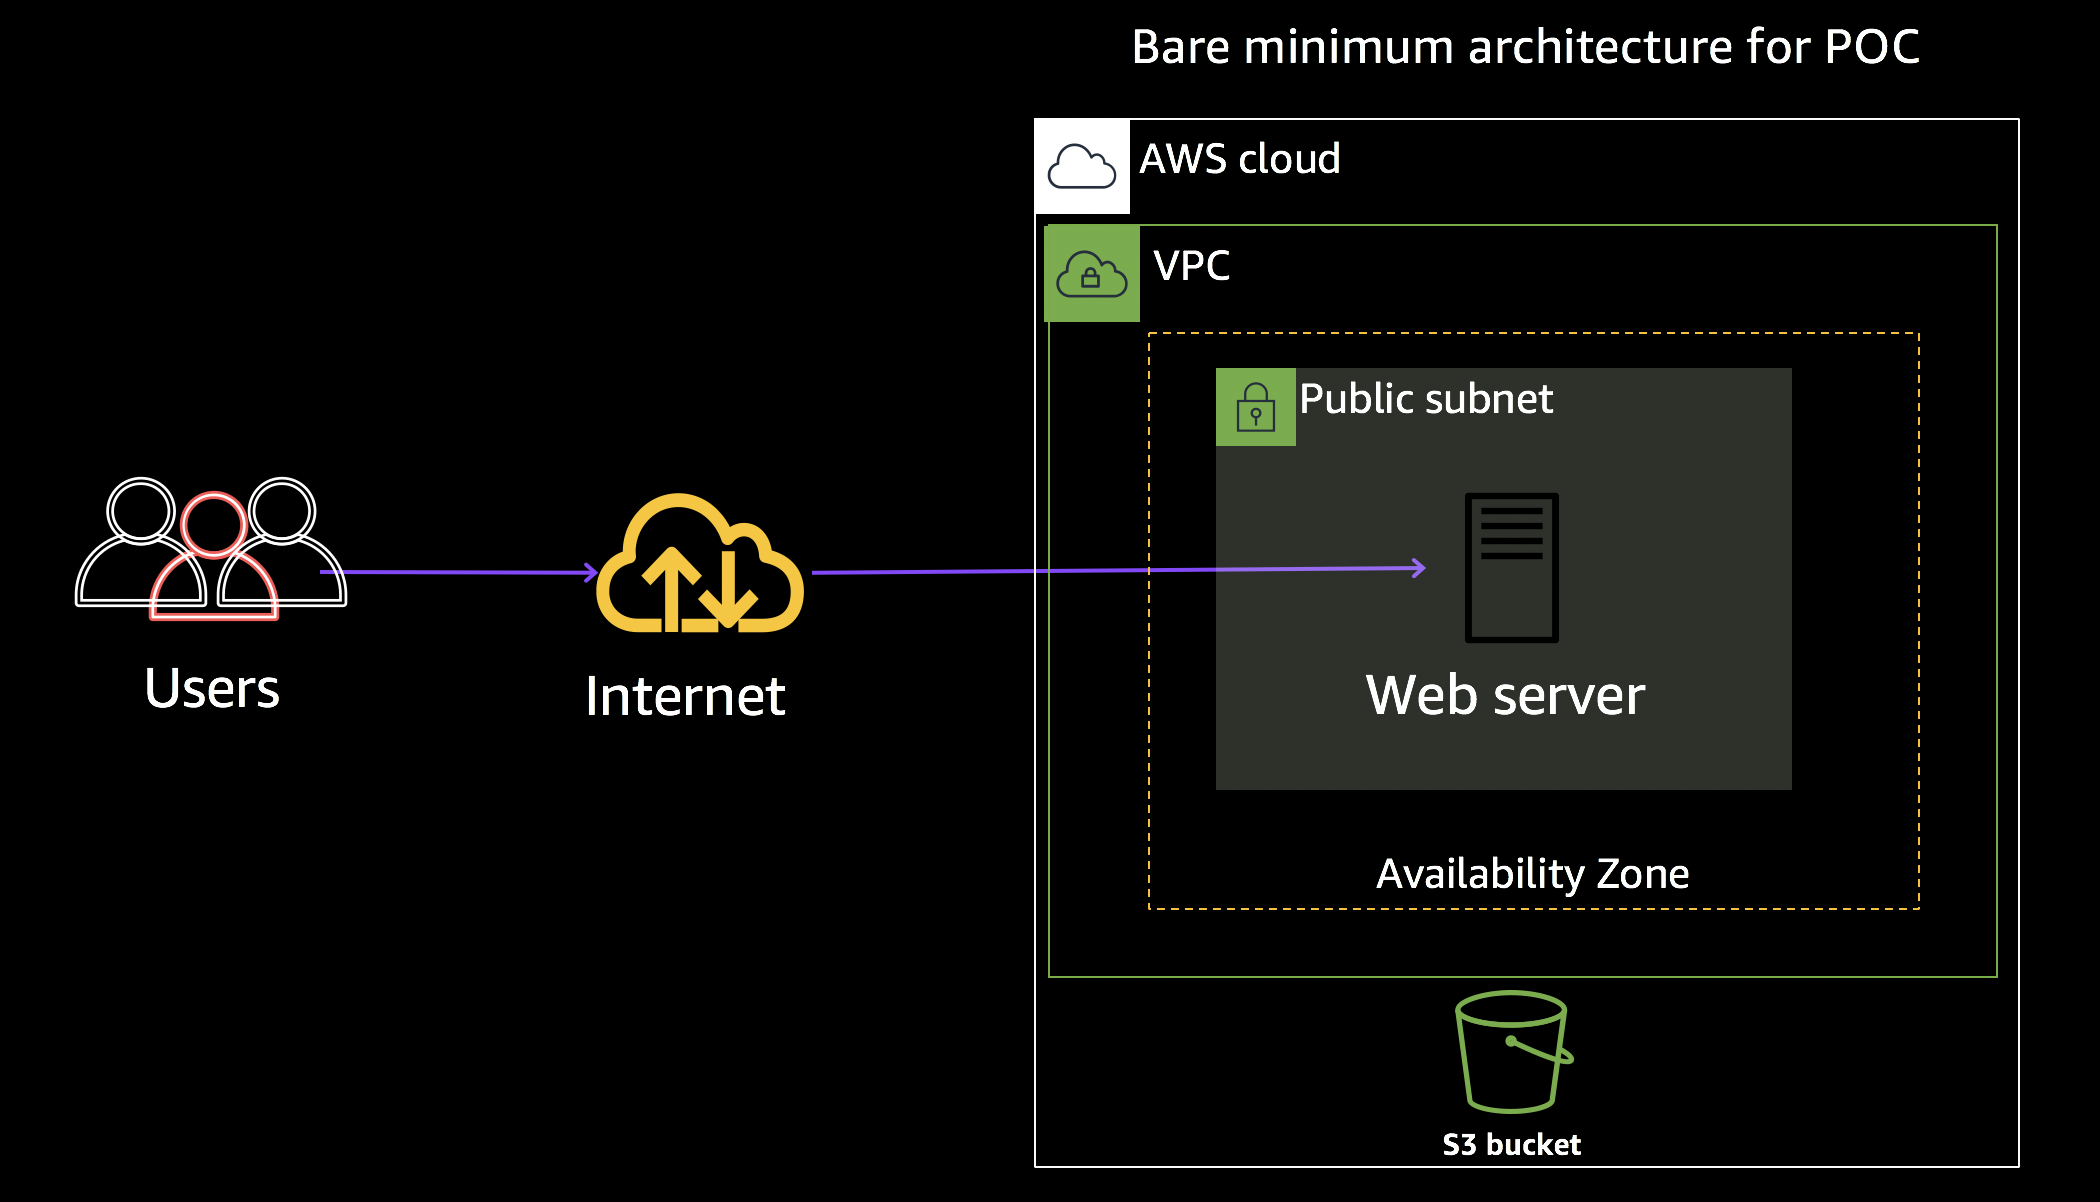 Bare minimum architecture for POC
AWS cloud
VPC
Public subnet
Users
Internet
Web server
Availability Zone
S3 bucket